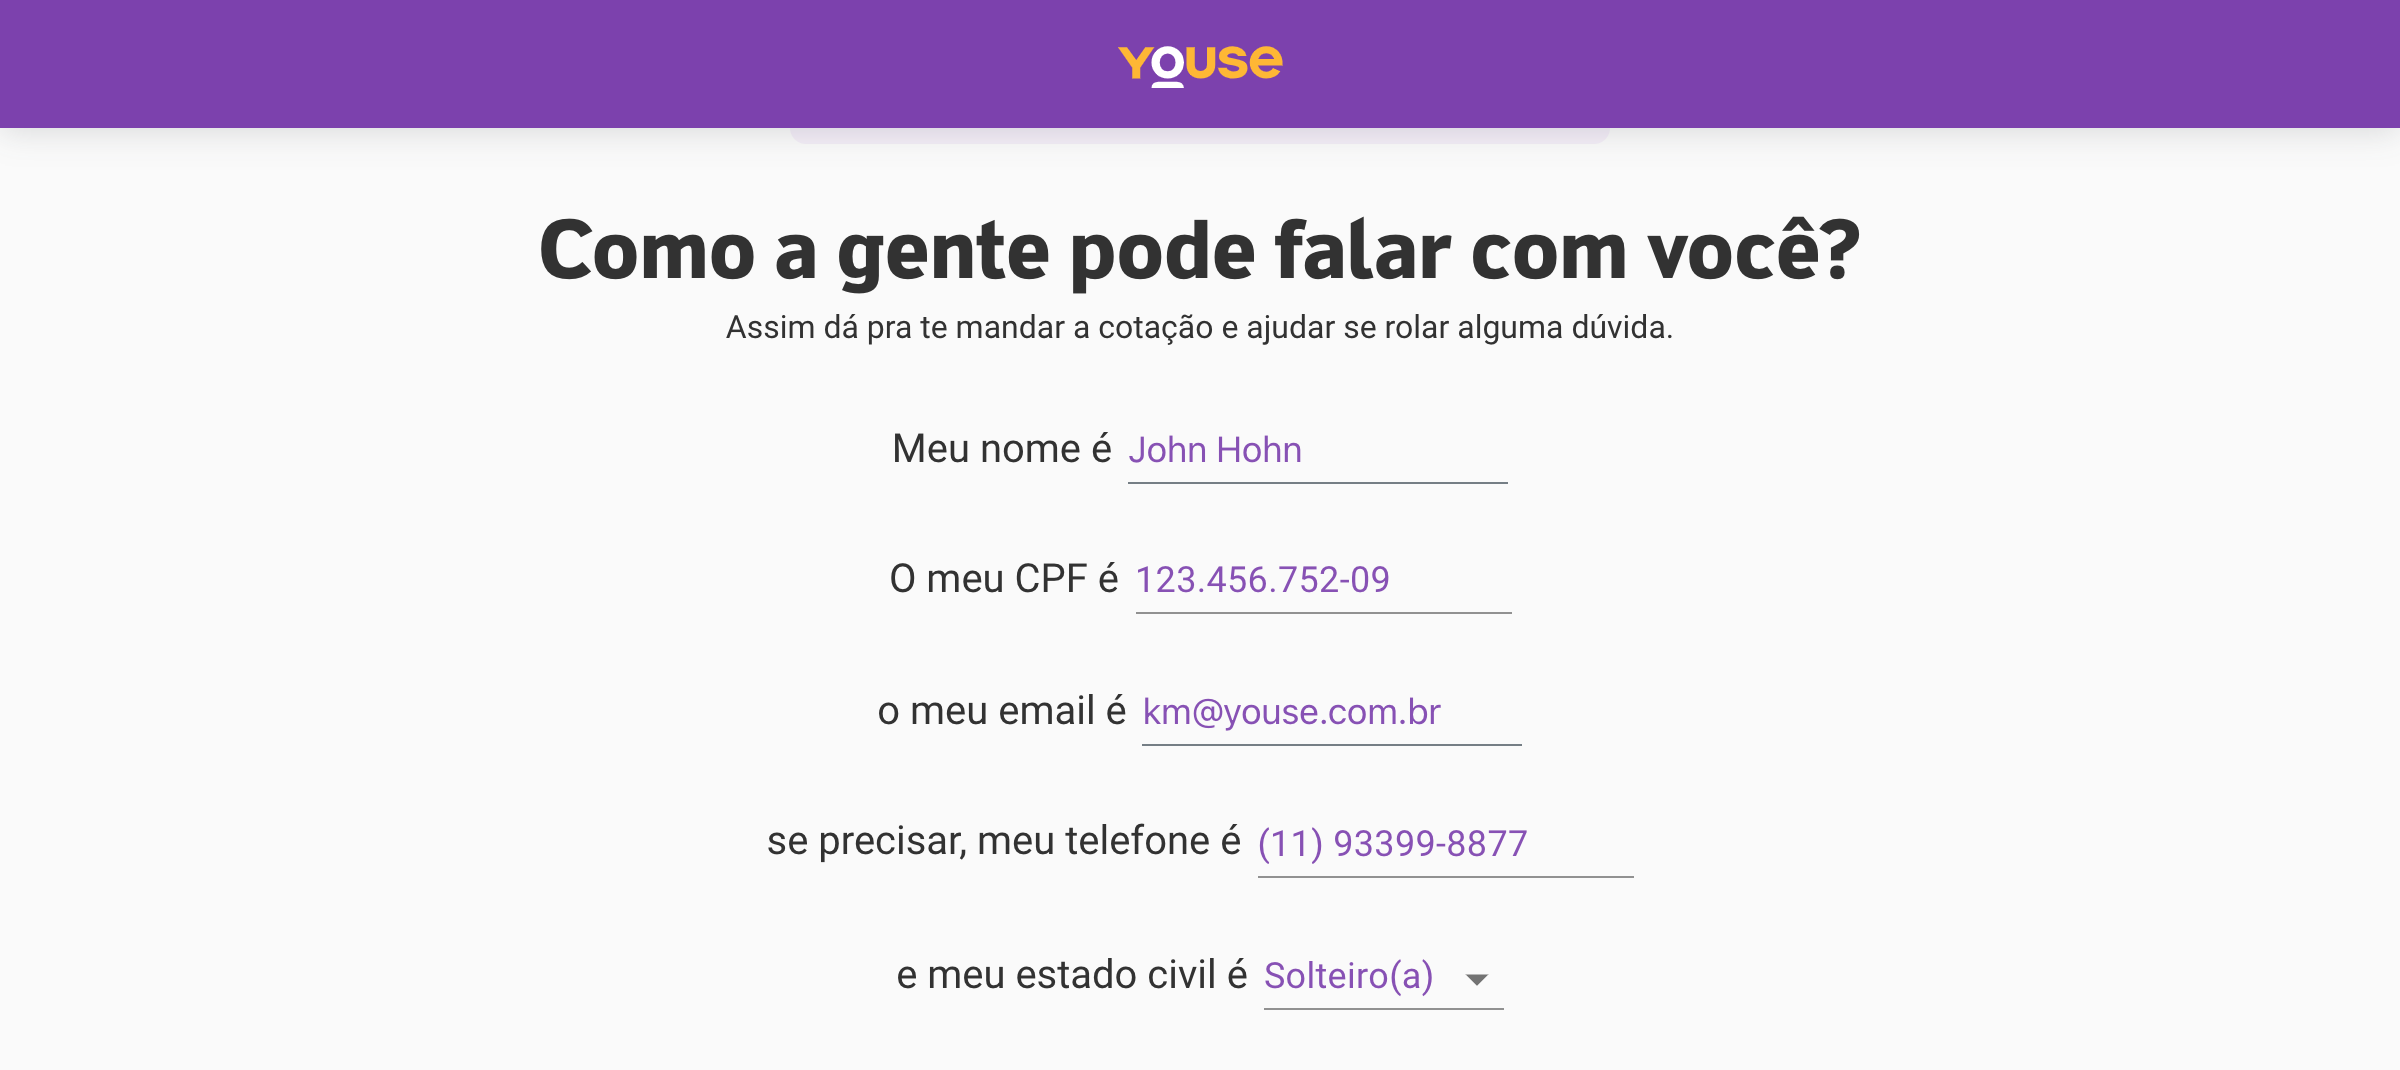 Youse
Como a gente pode falar com você?
Assim dá pra te mandar a cotação e ajudar se rolar alguma dúvida.
Meu nome é John Hohn
O meu CPF é 123.456.752-09
o meu email é km@youse.com.br
se precisar, meu telefone é (11) 93399-8877
e meu estado civil é Solteiro(a)